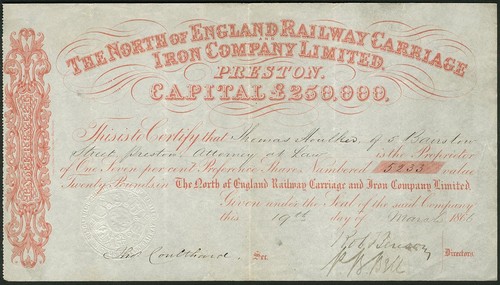 THE NORTH OF ENGLAND RAILWAY CARRIAGE
AND
IRON COMPANY LIMITED.
PRESTON.
CAPITAL £250,000.
This is to Certify that Thomas of 5
Street Preston Attorney at Law is the Proprietor
of One Seven per cent Preference Shares Numbered 5233 value
Twenty Pounds in The North of England Railway Carriage and Iron Company Limited.
Given under the Seal of the said Company
this 19th day of March 186
Thos Coulthard Sec.
Directors